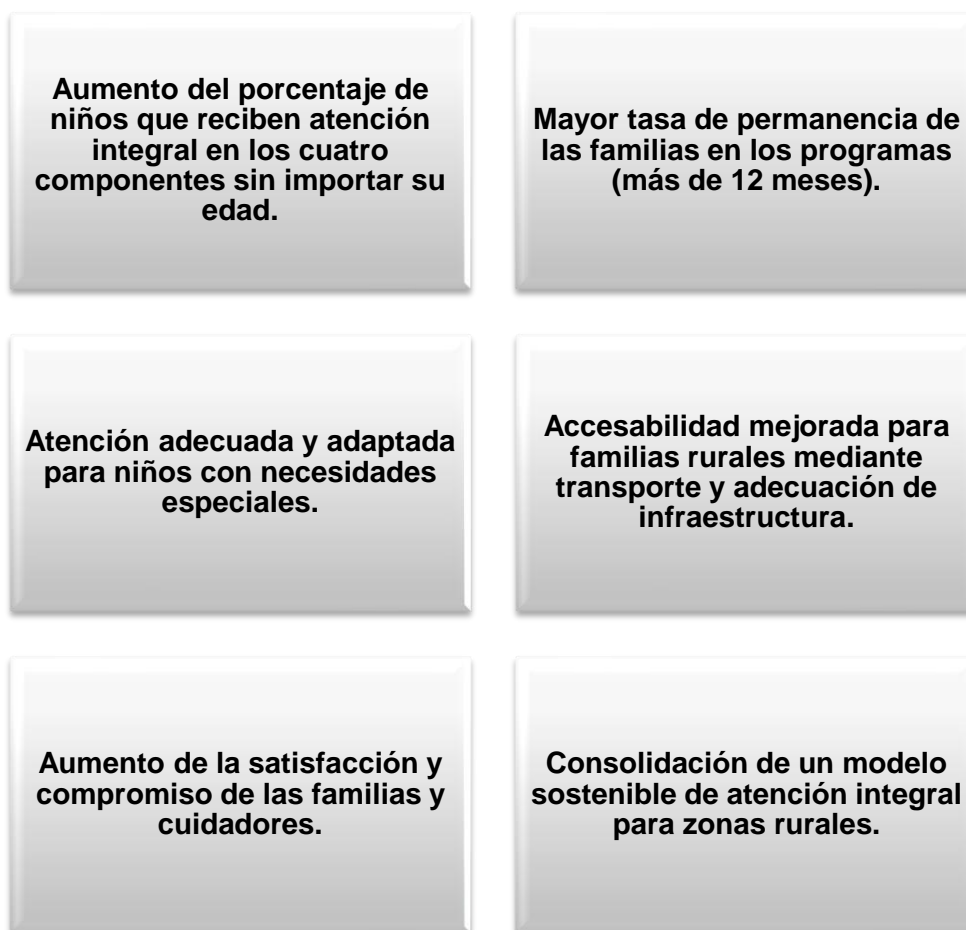 Aumento del porcentaje de
niños que reciben atención
integral en los cuatro
componentes sin importar su
edad.
Mayor tasa de permanencia de
las familias en los programas
(más de 12 meses).
Atención adecuada y adaptada
para niños con necesidades
especiales.
Accesabilidad mejorada para
familias rurales mediante
transporte y adecuación de
infraestructura.
Aumento de la satisfacción y
compromiso de las familias y
cuidadores.
Consolidación de un modelo
sostenible de atención integral
para zonas rurales.